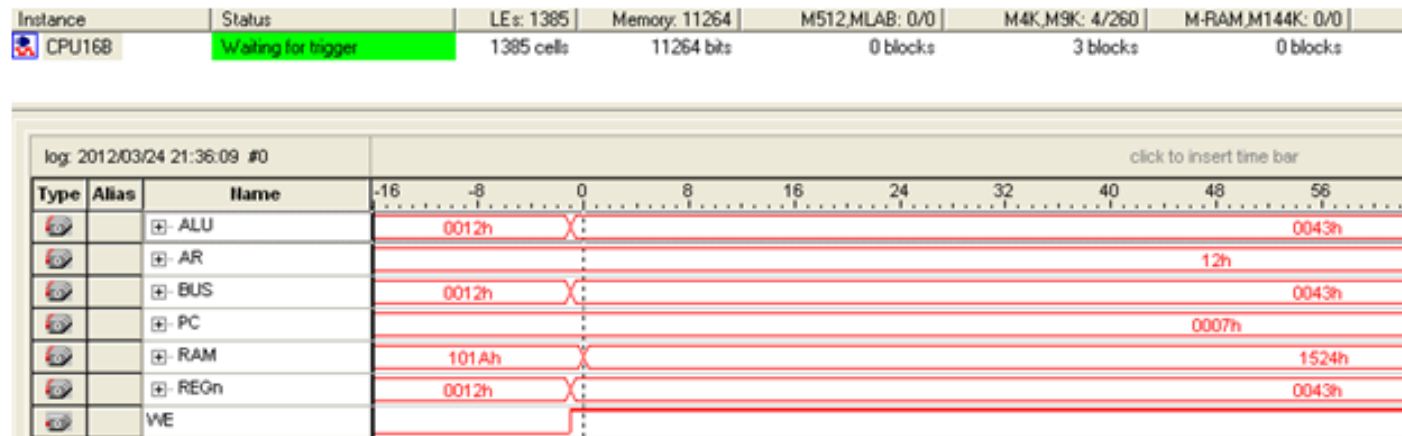 Instance Status LEs: 1385 Memory: 11264 M512,MLAB: 0/0 M4K,M9K: 4/260 M-RAM,M144K: 0/0
CPU16B Waiting for trigger 1385 cells 11264 bits 0 blocks 3 blocks 0 blocks
log: 2012/03/24 21:36:09 #0 click to insert time bar
Type Alias Name -16 -8 0 8 16 24 32 40 48 56
ALU 0012h 0043h
AR 12h
BUS 0012h 0043h
PC 0007h
RAM 101Ah 1524h
REGn 0012h 0043h
WE